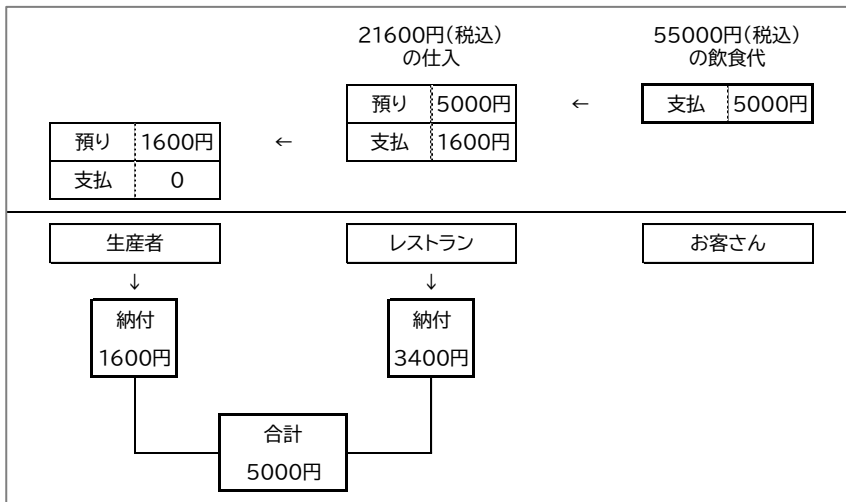 21600円(税込)
の仕入
55000円(税込)
の飲食代
預り 5000円 ← 支払 5000円
預り 1600円 ← 支払 1600円
支払 0
生産者 レストラン お客さん
↓ ↓
納付 納付
1600円 3400円
合計
5000円